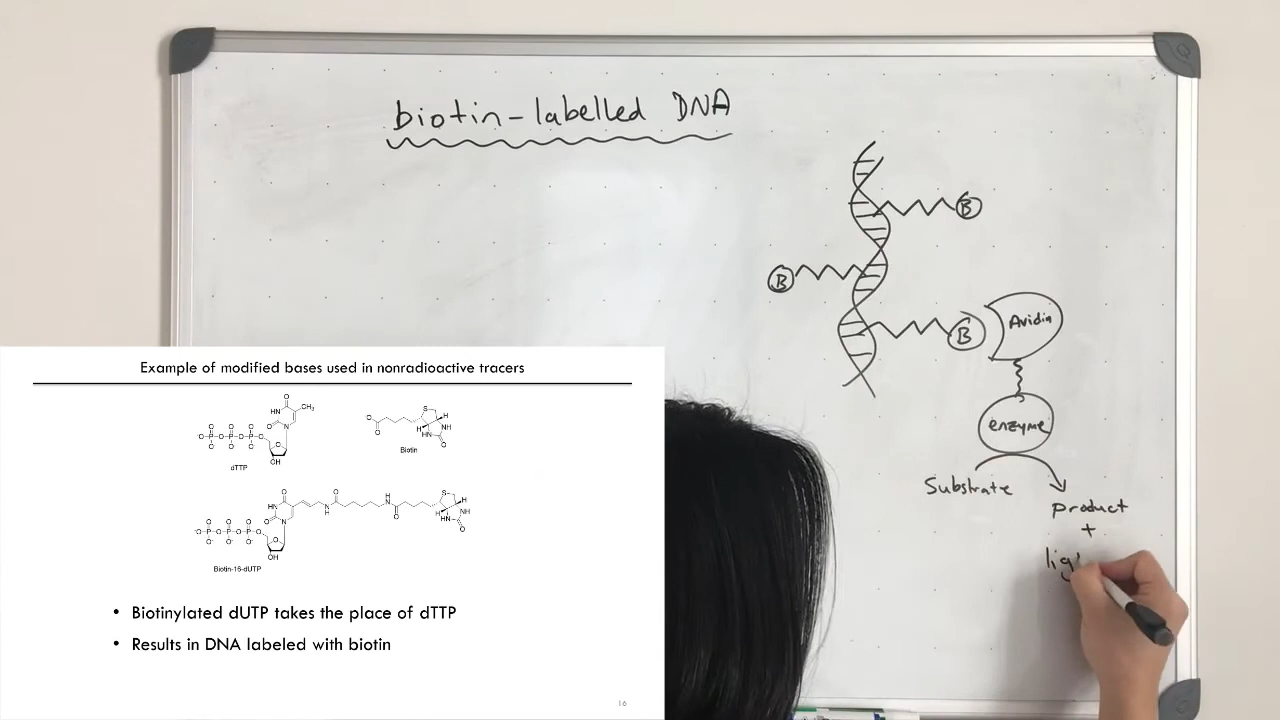 biotin-labelled DNA
B
B
B
Avidin
enzyme
Substrate
product
+
Example of modified bases used in nonradioactive tracers
dTTP
Biotin
Biotin-16-dUTP
• Biotinylated dUTP takes the place of dTTP
• Results in DNA labeled with biotin
16